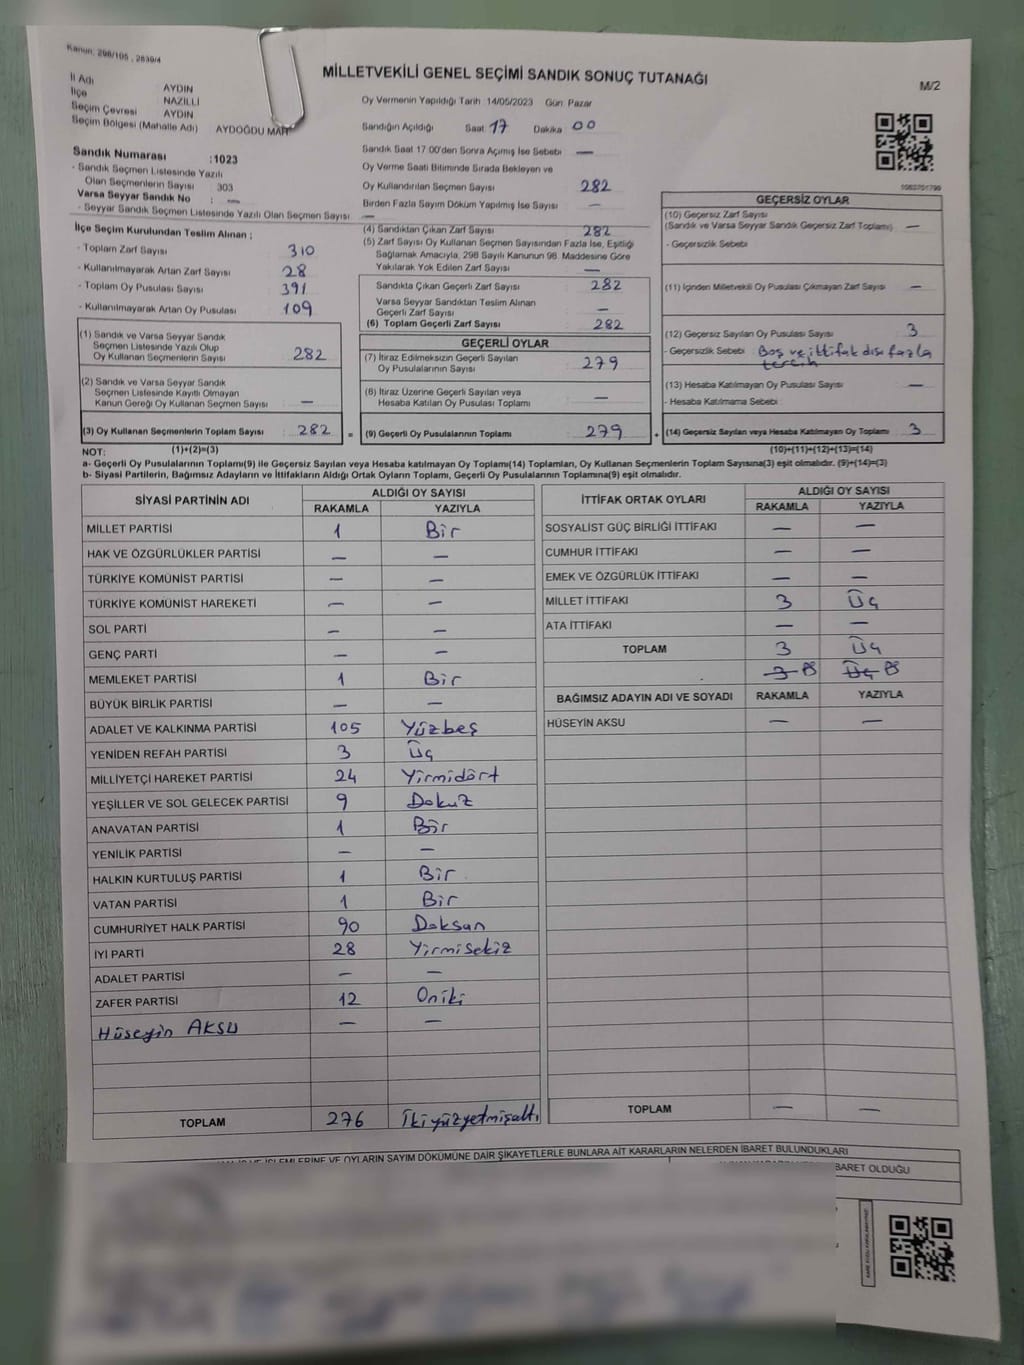 Kanun: 298/105 , 2839/4
MİLLETVEKİLİ GENEL SEÇİMİ SANDIK SONUÇ TUTANAĞI
M/2
İl Adı AYDIN
İlçe NAZİLLİ
Seçim Çevresi AYDIN
Seçim Bölgesi (Mahalle Adı) AYDOĞDU MAH
Oy Vermenin Yapıldığı Tarih 14/05/2023 Gün: Pazar
Sandığın Açıldığı Saat 17 Dakika 00
Sandık Saat 17.00'den Sonra Açımış İse Sebebi —
Oy Verme Saati Bitiminde Sırada Bekleyen ve
Oy Kullandırılan Seçmen Sayısı 282
Birden Fazla Sayım Döküm Yapılmış İse Sayısı —
Sandık Numarası :1023
- Sandık Seçmen Listesinde Yazılı
Olan Seçmenlerin Sayısı 303
Varsa Seyyar Sandık No : —
- Seyyar Sandık Seçmen Listesinde Yazılı Olan Seçmen Sayısı —
İlçe Seçim Kurulundan Teslim Alınan ;
- Toplam Zarf Sayısı 310
- Kullanılmayarak Artan Zarf Sayısı 28
- Toplam Oy Pusulası Sayısı 391
- Kullanılmayarak Artan Oy Pusulası 109
(1) Sandık ve Varsa Seyyar Sandık
Seçmen Listesinde Yazılı Olup
Oy Kullanan Seçmenlerin Sayısı 282
(2) Sandık ve Varsa Seyyar Sandık
Seçmen Listesinde Kayıtlı Olmayan
Kanun Gereği Oy Kullanan Seçmen Sayısı —
(3) Oy Kullanan Seçmenlerin Toplam Sayısı 282 =
(4) Sandıktan Çıkan Zarf Sayısı 282
(5) Zarf Sayısı Oy Kullanan Seçmen Sayısından Fazla İse, Eşitliği
Sağlamak Amacıyla, 298 Sayılı Kanunun 98. Maddesine Göre
Yakılarak Yok Edilen Zarf Sayısı —
Sandıkta Çıkan Geçerli Zarf Sayısı 282
Varsa Seyyar Sandıktan Teslim Alınan
Geçerli Zarf Sayısı —
(6) Toplam Geçerli Zarf Sayısı 282
GEÇERLİ OYLAR
(7) İtiraz Edilmeksizin Geçerli Sayılan
Oy Pusulalarının Sayısı 279
(8) İtiraz Üzerine Geçerli Sayılan veya
Hesaba Katılan Oy Pusulası Toplamı —
(9) Geçerli Oy Pusulalarının Toplamı 279 +
GEÇERSİZ OYLAR
(10) Geçersiz Zarf Sayısı
(Sandık ve Varsa Seyyar Sandık Geçersiz Zarf Toplamı) —
- Geçersizlik Sebebi
(11) İçinden Milletvekili Oy Pusulası Çıkmayan Zarf Sayısı —
(12) Geçersiz Sayılan Oy Pusulası Sayısı 3
- Geçersizlik Sebebi : Boş ve ittifak dışı fazla
tercih
(13) Hesaba Katılmayan Oy Pusulası Sayısı —
- Hesaba Katılmama Sebebi :
(14) Geçersiz Sayılan veya Hesaba Katılmayan Oy Toplamı 3
NOT: (1)+(2)=(3) (10)+(11)+(12)+(13)=(14)
a- Geçerli Oy Pusulalarının Toplamı(9) ile Geçersiz Sayılan veya Hesaba katılmayan Oy Toplamı(14) Toplamları, Oy Kullanan Seçmenlerin Toplam Sayısına(3) eşit olmalıdır. (9)+(14)=(3)
b- Siyasi Partilerin, Bağımsız Adayların ve İttifakların Aldığı Ortak Oyların Toplamı, Geçerli Oy Pusulalarının Toplamına(9) eşit olmalıdır.
SİYASİ PARTİNİN ADI ALDIĞI OY SAYISI
RAKAMLA YAZIYLA
MİLLET PARTİSİ 1 Bir
HAK VE ÖZGÜRLÜKLER PARTİSİ — —
TÜRKİYE KOMÜNİST PARTİSİ — —
TÜRKİYE KOMÜNİST HAREKETİ — —
SOL PARTİ — —
GENÇ PARTİ — —
MEMLEKET PARTİSİ 1 Bir
BÜYÜK BİRLİK PARTİSİ — —
ADALET VE KALKINMA PARTİSİ 105 Yüzbeş
YENİDEN REFAH PARTİSİ 3 Üç
MİLLİYETÇİ HAREKET PARTİSİ 24 Yirmidört
YEŞİLLER VE SOL GELECEK PARTİSİ 9 Dokuz
ANAVATAN PARTİSİ 1 Bir
YENİLİK PARTİSİ — —
HALKIN KURTULUŞ PARTİSİ 1 Bir
VATAN PARTİSİ 1 Bir
CUMHURİYET HALK PARTİSİ 90 Doksan
İYİ PARTİ 28 Yirmisekiz
ADALET PARTİSİ — —
ZAFER PARTİSİ 12 Oniki
Hüseyin AKSU — —
TOPLAM 276 İkiyüzyetmişaltı
İTTİFAK ORTAK OYLARI ALDIĞI OY SAYISI
RAKAMLA YAZIYLA
SOSYALİST GÜÇ BİRLİĞİ İTTİFAKI — —
CUMHUR İTTİFAKI — —
EMEK VE ÖZGÜRLÜK İTTİFAKI — —
MİLLET İTTİFAKI 3 Üç
ATA İTTİFAKI — —
TOPLAM 3 Üç
3 Üç
BAĞIMSIZ ADAYIN ADI VE SOYADI RAKAMLA YAZIYLA
HÜSEYİN AKSU — —
TOPLAM — —
İŞLEMLERİNE VE OYLARIN SAYIM DÖKÜMÜNE DAİR ŞİKAYETLERLE BUNLARA AİT KARARLARIN NELERDEN İBARET BULUNDUKLARI
İBARET OLDUĞU